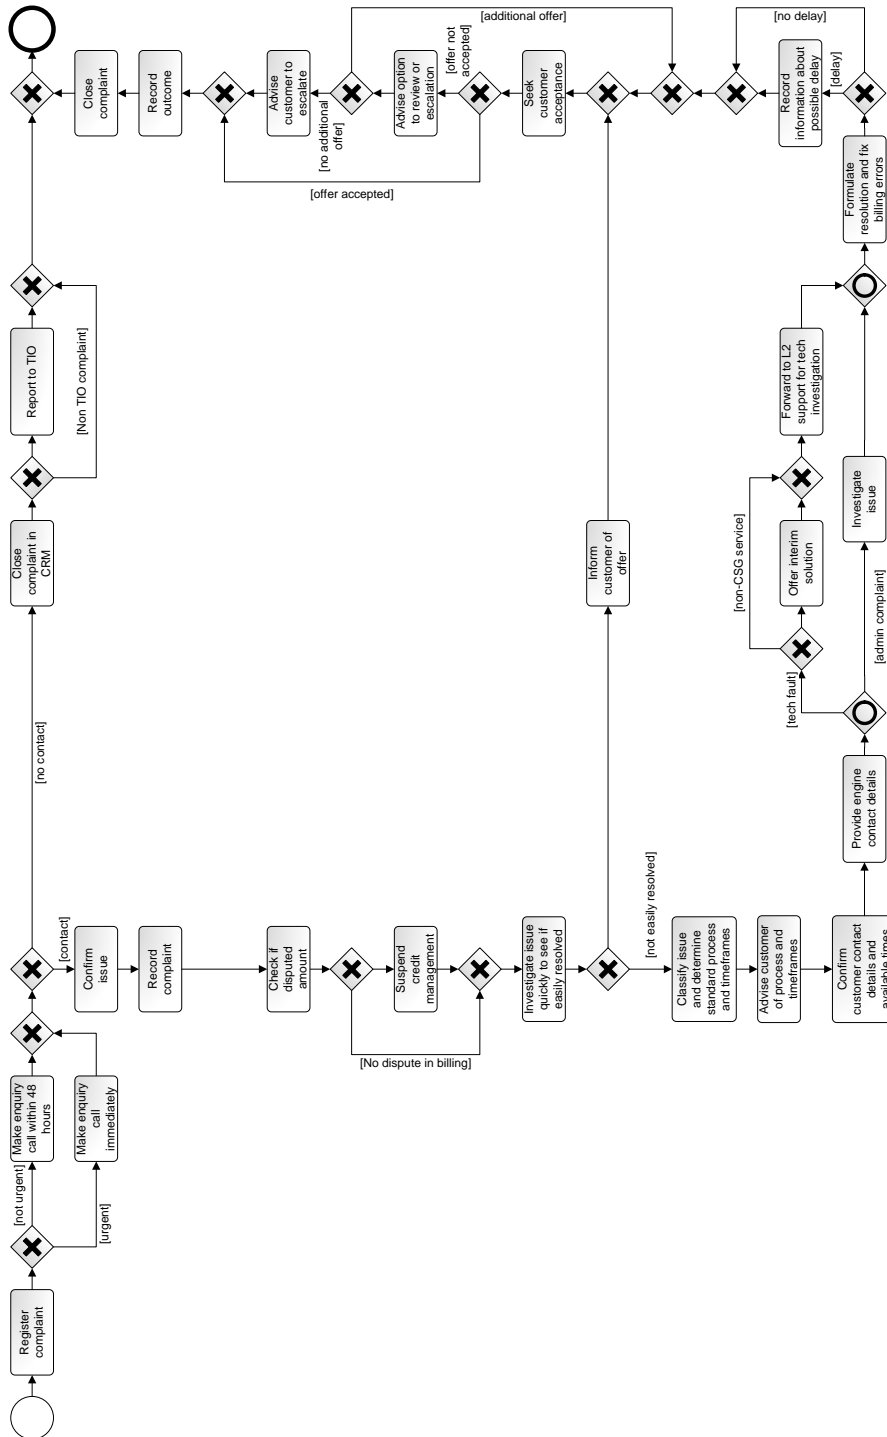 Register
complaint
[not urgent]
[urgent]
Make enquiry
call within 48
hours
Make enquiry
call
immediately
[contact]
[no contact]
Close
complaint in
CRM
Report to TIO
[Non TIO complaint]
Confirm
issue
Record
complaint
Check if
disputed
amount
Suspend
credit
management
[No dispute in billing]
Investigate issue
quickly to see if
easily resolved
Inform
customer of
offer
[not easily resolved]
Classify issue
and determine
standard process
and timeframes
Advise customer
of process and
timeframes
Confirm
customer contact
details and
available times
Provide engine
contact details
[tech fault]
[admin complaint]
[non-CSG service]
Offer interim
solution
Forward to L2
support for tech
investigation
Investigate
issue
Formulate
resolution and fix
billing errors
[delay]
[no delay]
Record
information about
possible delay
Seek
customer
acceptance
[offer not
accepted]
[offer accepted]
Advise option
to review or
escalation
[additional offer]
[no additional
offer]
Advise
customer to
escalate
Record
outcome
Close
complaint